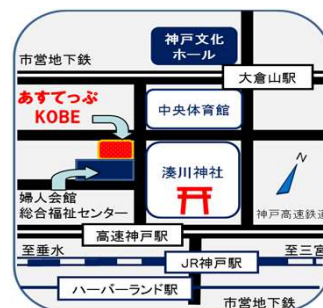 神戸文化
ホール
市営地下鉄
大倉山駅
あすてっぷ
KOBE
中央体育館
湊川神社
N
婦人会館
総合福祉センター
神戸高速鉄道
高速神戸駅
至垂水
至三宮
JR神戸駅
ハーバーランド駅
市営地下鉄